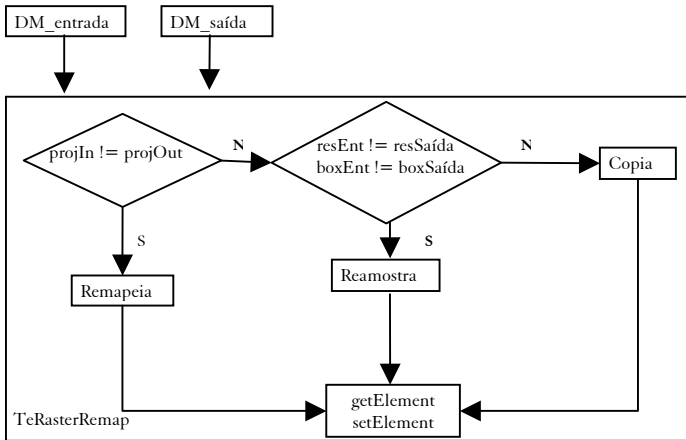 DM_entrada
DM_saída
projIn != projOut
N
resEnt != resSaída
boxEnt != boxSaída
N
Copia
S
S
Remapeia
Reamostra
getElement
setElement
TeRasterRemap